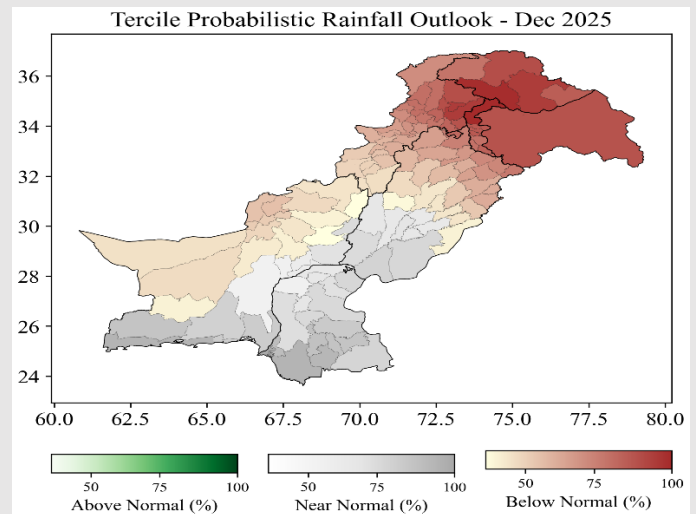 Tercile Probabilistic Rainfall Outlook - Dec 2025
36
34
32
30
28
26
24
60.0 62.5 65.0 67.5 70.0 72.5 75.0 77.5 80.0
50 75 100 50 75 100 50 75 100
Above Normal (%) Near Normal (%) Below Normal (%)